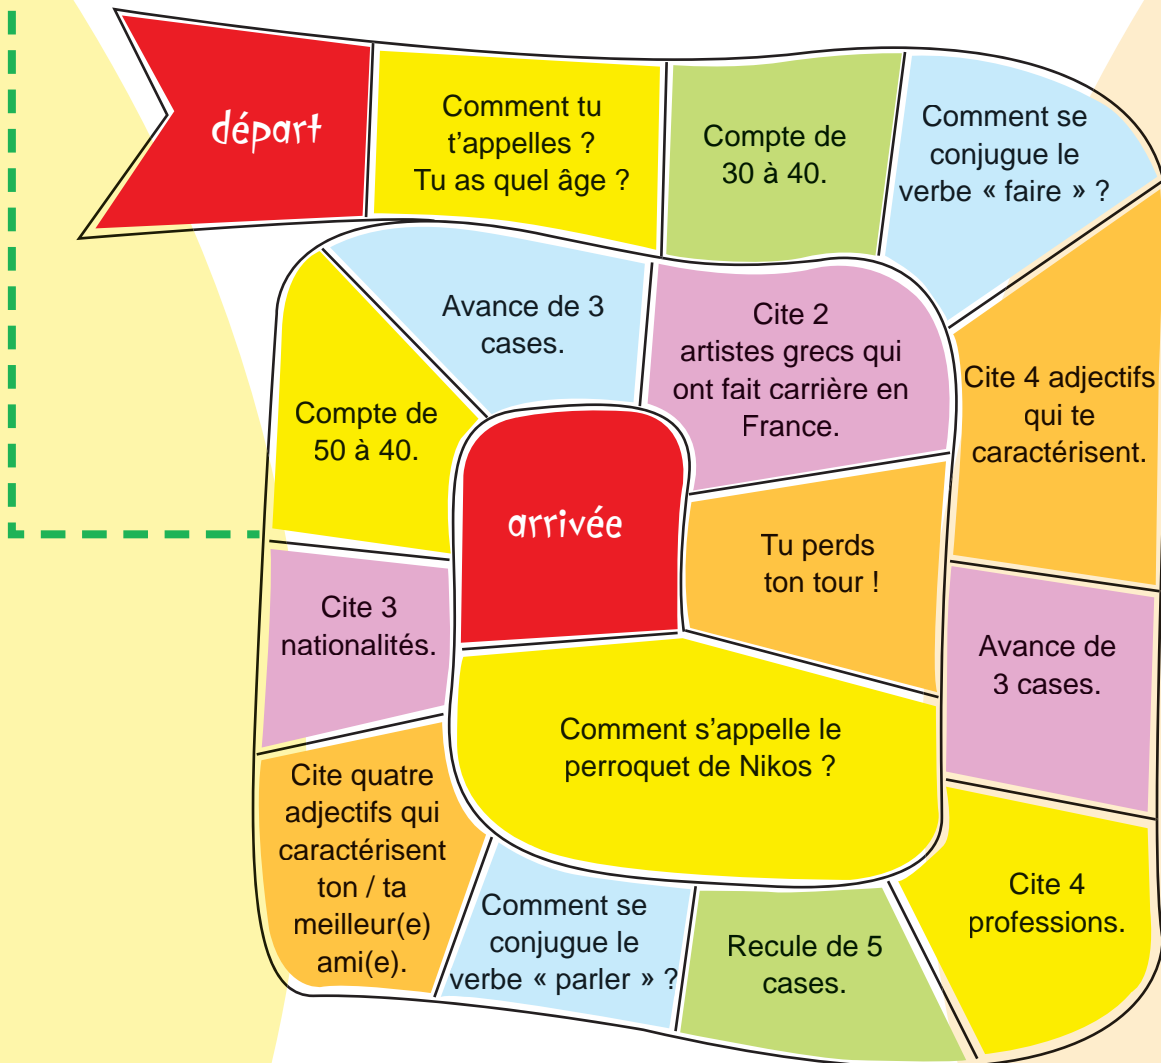 départ
Comment tu
t'appelles ?
Tu as quel âge ?
Compte de
30 à 40.
Comment se
conjugue le
verbe « faire » ?
Cite 4 adjectifs
qui te
caractérisent.
Avance de
3 cases.
Cite 4
professions.
Recule de 5
cases.
Comment se
conjugue le
verbe « parler » ?
Cite quatre
adjectifs qui
caractérisent
ton / ta
meilleur(e)
ami(e).
Cite 3
nationalités.
Compte de
50 à 40.
Avance de 3
cases.
Cite 2
artistes grecs qui
ont fait carrière en
France.
Tu perds
ton tour !
Comment s’appelle le
perroquet de Nikos ?
arrivée